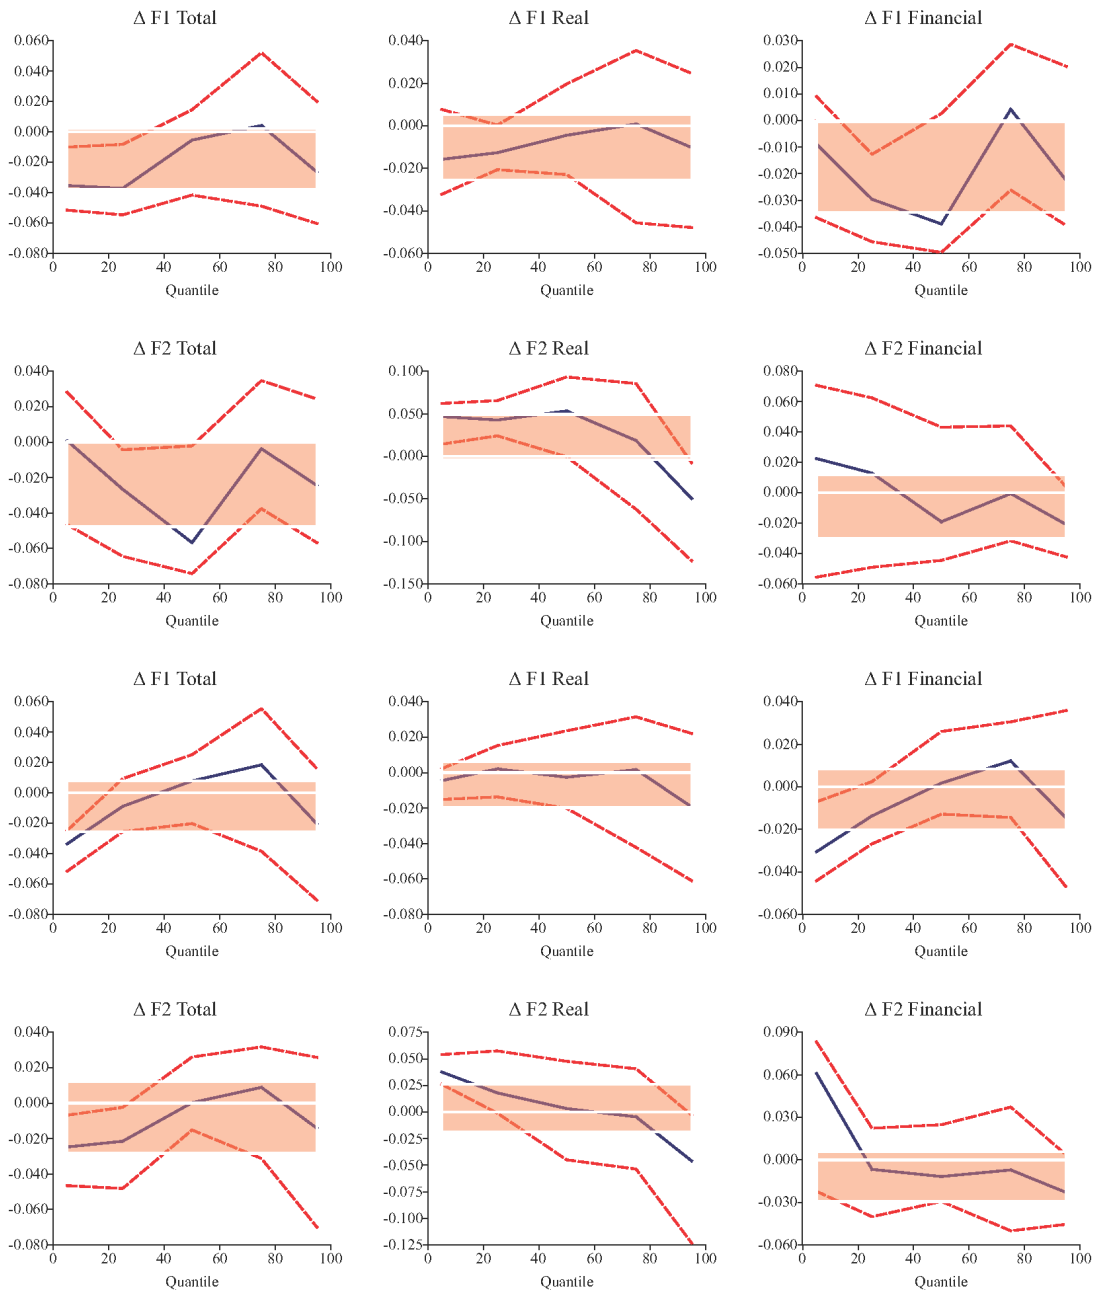 Δ F1 Total
0.060
0.040
0.020
0.000
-0.020
-0.040
-0.060
-0.080
0 20 40 60 80 100
Quantile
Δ F1 Real
0.040
0.020
0.000
-0.020
-0.040
-0.060
0 20 40 60 80 100
Quantile
Δ F1 Financial
0.030
0.020
0.010
0.000
-0.010
-0.020
-0.030
-0.040
-0.050
0 20 40 60 80 100
Quantile
Δ F2 Total
0.040
0.020
0.000
-0.020
-0.040
-0.060
-0.080
0 20 40 60 80 100
Quantile
Δ F2 Real
0.100
0.050
0.000
-0.050
-0.100
-0.150
0 20 40 60 80 100
Quantile
Δ F2 Financial
0.080
0.060
0.040
0.020
0.000
-0.020
-0.040
-0.060
0 20 40 60 80 100
Quantile
Δ F1 Total
0.060
0.040
0.020
0.000
-0.020
-0.040
-0.060
-0.080
0 20 40 60 80 100
Quantile
Δ F1 Real
0.040
0.020
0.000
-0.020
-0.040
-0.060
-0.080
0 20 40 60 80 100
Quantile
Δ F1 Financial
0.040
0.020
0.000
-0.020
-0.040
-0.060
0 20 40 60 80 100
Quantile
Δ F2 Total
0.040
0.020
0.000
-0.020
-0.040
-0.060
-0.080
0 20 40 60 80 100
Quantile
Δ F2 Real
0.075
0.050
0.025
0.000
-0.025
-0.050
-0.075
-0.100
-0.125
0 20 40 60 80 100
Quantile
Δ F2 Financial
0.090
0.060
0.030
0.000
-0.030
-0.060
0 20 40 60 80 100
Quantile